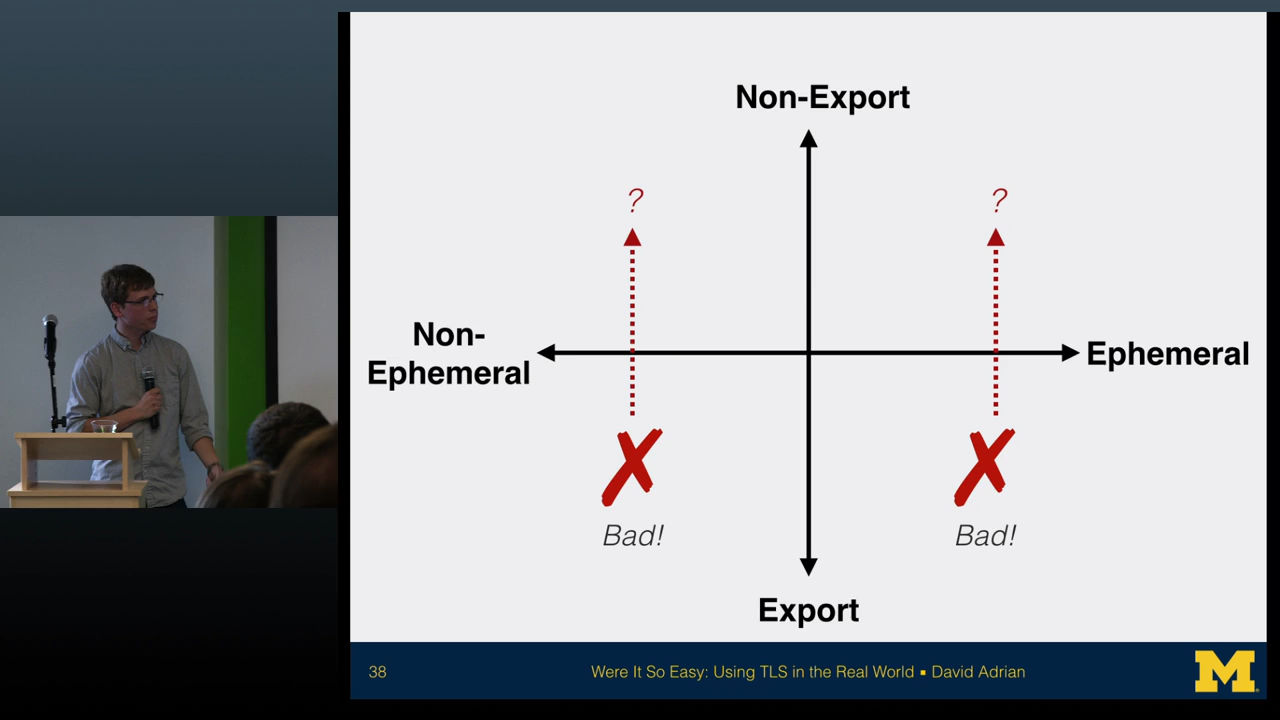 Non-Export
?
?
Non-
Ephemeral
Ephemeral
Bad!
Bad!
Export
38
Were It So Easy: Using TLS in the Real World ▪ David Adrian
M